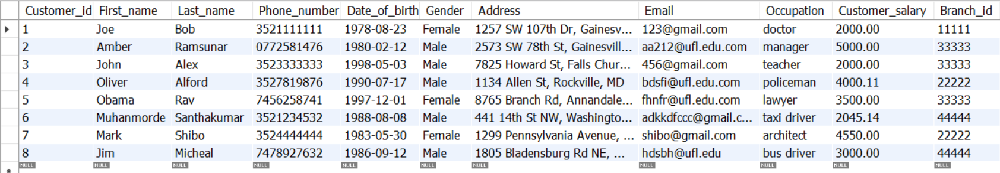 Customer_id First_name Last_name Phone_number Date_of_birth Gender Address Email Occupation Customer_salary Branch_id
1 Joe Bob 3521111111 1978-08-23 Female 1257 SW 107th Dr, Gainesv... 123@gmail.com doctor 2000.00 11111
2 Amber Ramsunar 0772581476 1980-02-12 Male 2573 SW 78th St, Gainesvill... aa212@ufl.edu.com manager 5000.00 33333
3 John Alex 3523333333 1998-05-03 Male 7825 Howard St, Falls Chur... 456@gmail.com teacher 2000.00 33333
4 Oliver Alford 3527819876 1990-07-17 Male 1134 Allen St, Rockville, MD bdsfi@ufl.edu.com policeman 4000.11 22222
5 Obama Rav 7456258741 1997-12-01 Female 8765 Branch Rd, Annandale... fhnfr@ufl.edu.com lawyer 3500.00 33333
6 Muhanmorde Santhakumar 3521234532 1988-08-08 Male 441 14th St NW, Washingto... adkkdfccc@gmail.c... taxi driver 2045.14 44444
7 Mark Shibo 3524444444 1983-05-30 Female 1299 Pennsylvania Avenue, ... shibo@gmail.com architect 4550.00 22222
8 Jim Micheal 7478927632 1986-09-12 Male 1805 Bladensburg Rd NE, ... hdsbh@ufl.edu bus driver 3000.00 44444
NULL NULL NULL NULL NULL NULL NULL NULL NULL NULL NULL